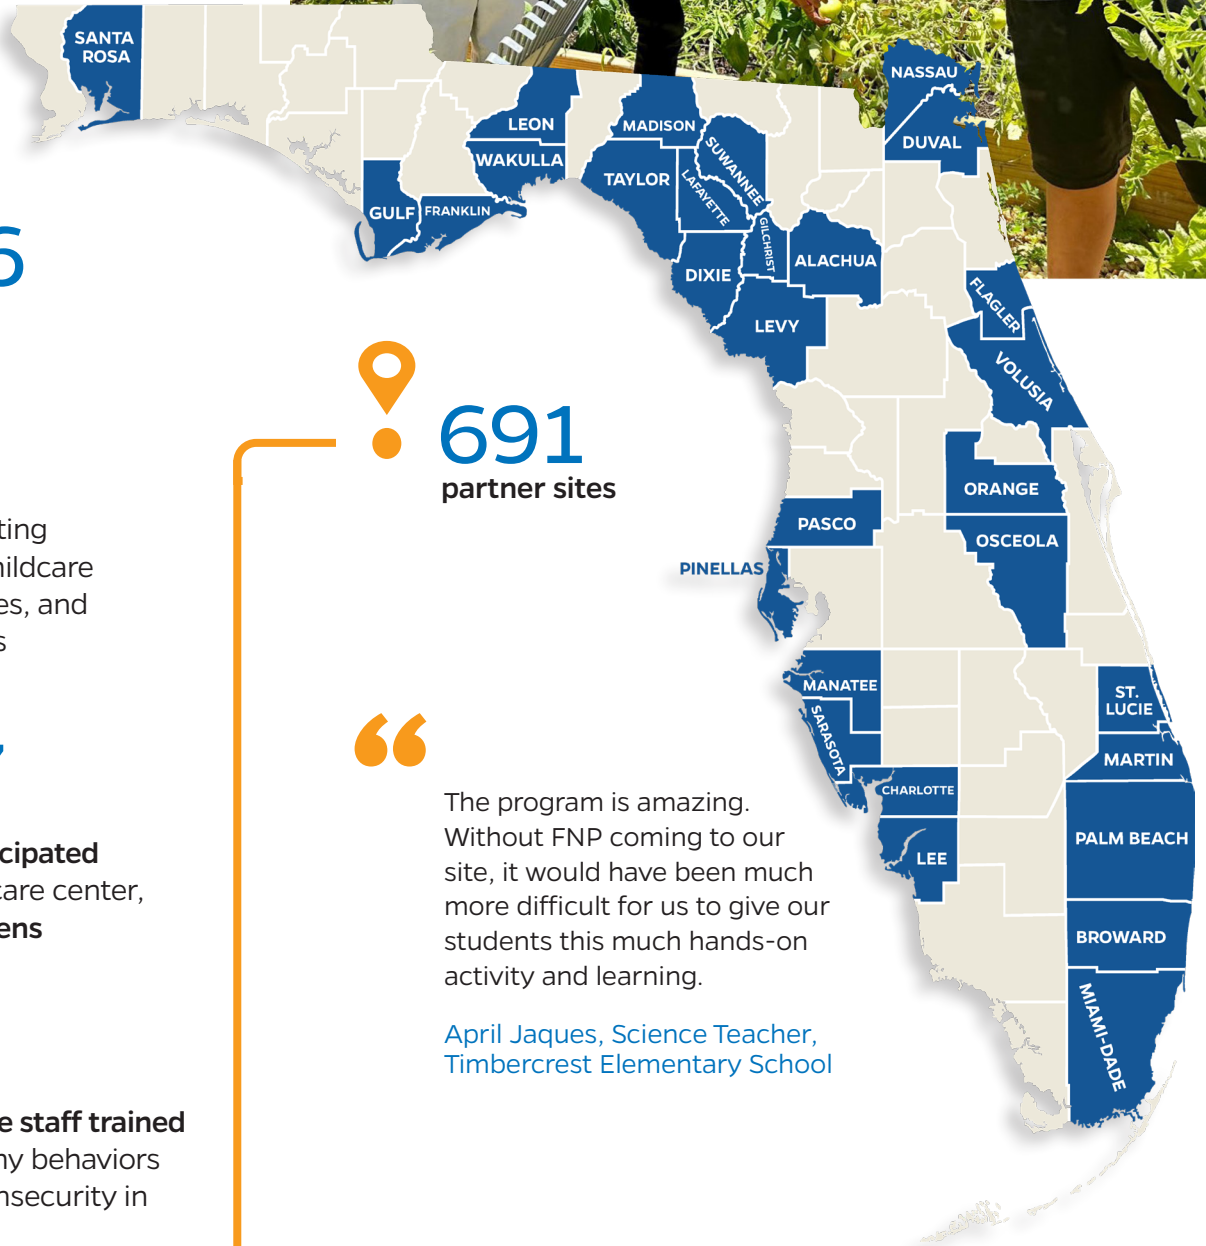 SANTA
ROSA
LEON
WAKULLA
GULF
FRANKLIN
MADISON
TAYLOR
LAFAYETTE
SUWANNEE
DIXIE
GILCHRIST
ALACHUA
LEVY
NASSAU
DUVAL
FLAGLER
VOLUSIA
ORANGE
OSCEOLA
PASCO
PINELLAS
MANATEE
SARASOTA
CHARLOTTE
LEE
ST.
LUCIE
MARTIN
PALM BEACH
BROWARD
MIAMI-DADE
6
ting
hildcare
es, and
s
cipated
care center,
ens
e staff trained
ny behaviors
nsecurity in
691
partner sites
“
The program is amazing.
Without FNP coming to our
site, it would have been much
more difficult for us to give our
students this much hands-on
activity and learning.
April Jaques, Science Teacher,
Timbercrest Elementary School